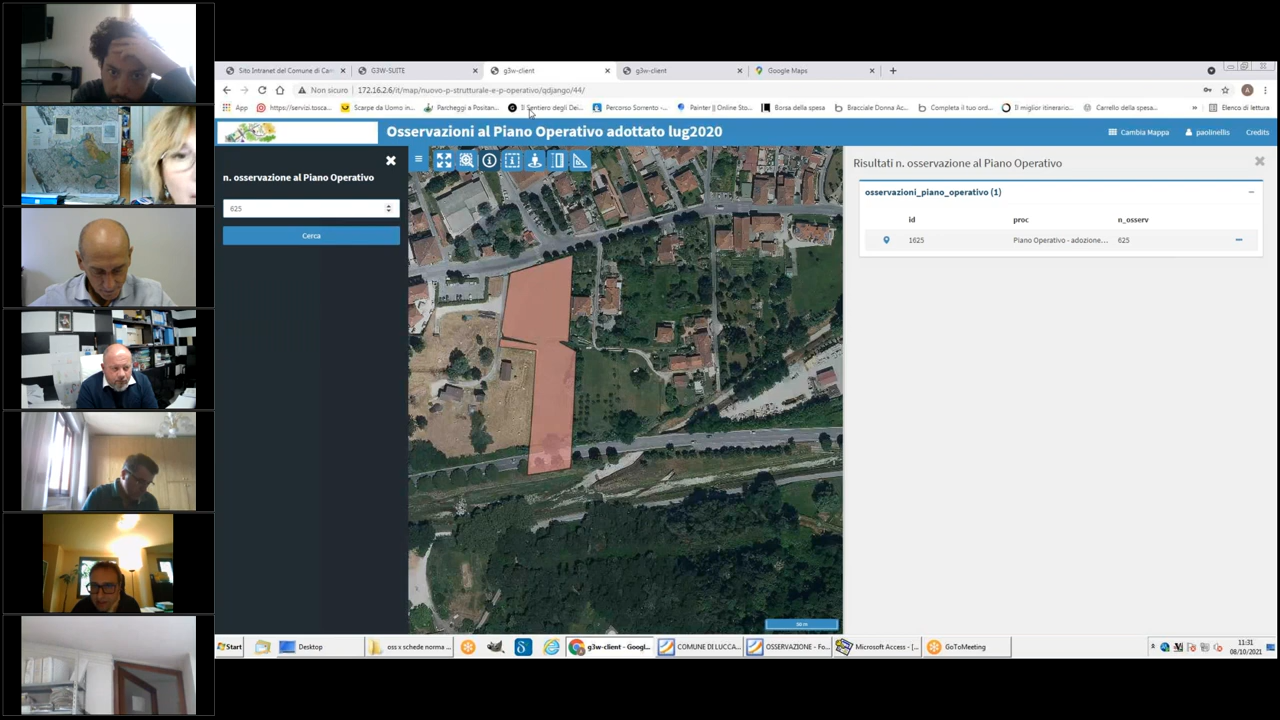 Sito Intranet del Comune di Car
G3W-SUITE
g3w-client
g3w-client
Google Maps
Non sicuro
172.16.2.6/it/map/nuovo-p-strutturale-e-p-operativo/qdjango/44/
App
https://servizi.tosca...
Scarpe da Uomo in...
Parcheggi a Positan...
Il Sentiero degli Dei...
Percorso Sorrento -...
Painter || Online Sto...
Borsa della spesa
Bracciale Donna Ac...
Completa il tuo ord...
Il miglior itinerario...
Carrello della spesa...
Elenco di lettura
Osservazioni al Piano Operativo adottato lug2020
Cambia Mappa
paolinellis
Credits
n. osservazione al Piano Operativo
625
Cerca
Risultati n. osservazione al Piano Operativo
osservazioni_piano_operativo (1)
id proc n_osserv
1625 Piano Operativo - adozione... 625
Start
Desktop
oss x schede norma ...
g3w-client - Googl...
COMUNE DI LUCCA...
OSSERVAZIONE - Fo...
Microsoft Access - [...
GoToMeeting
11:31
08/10/2021